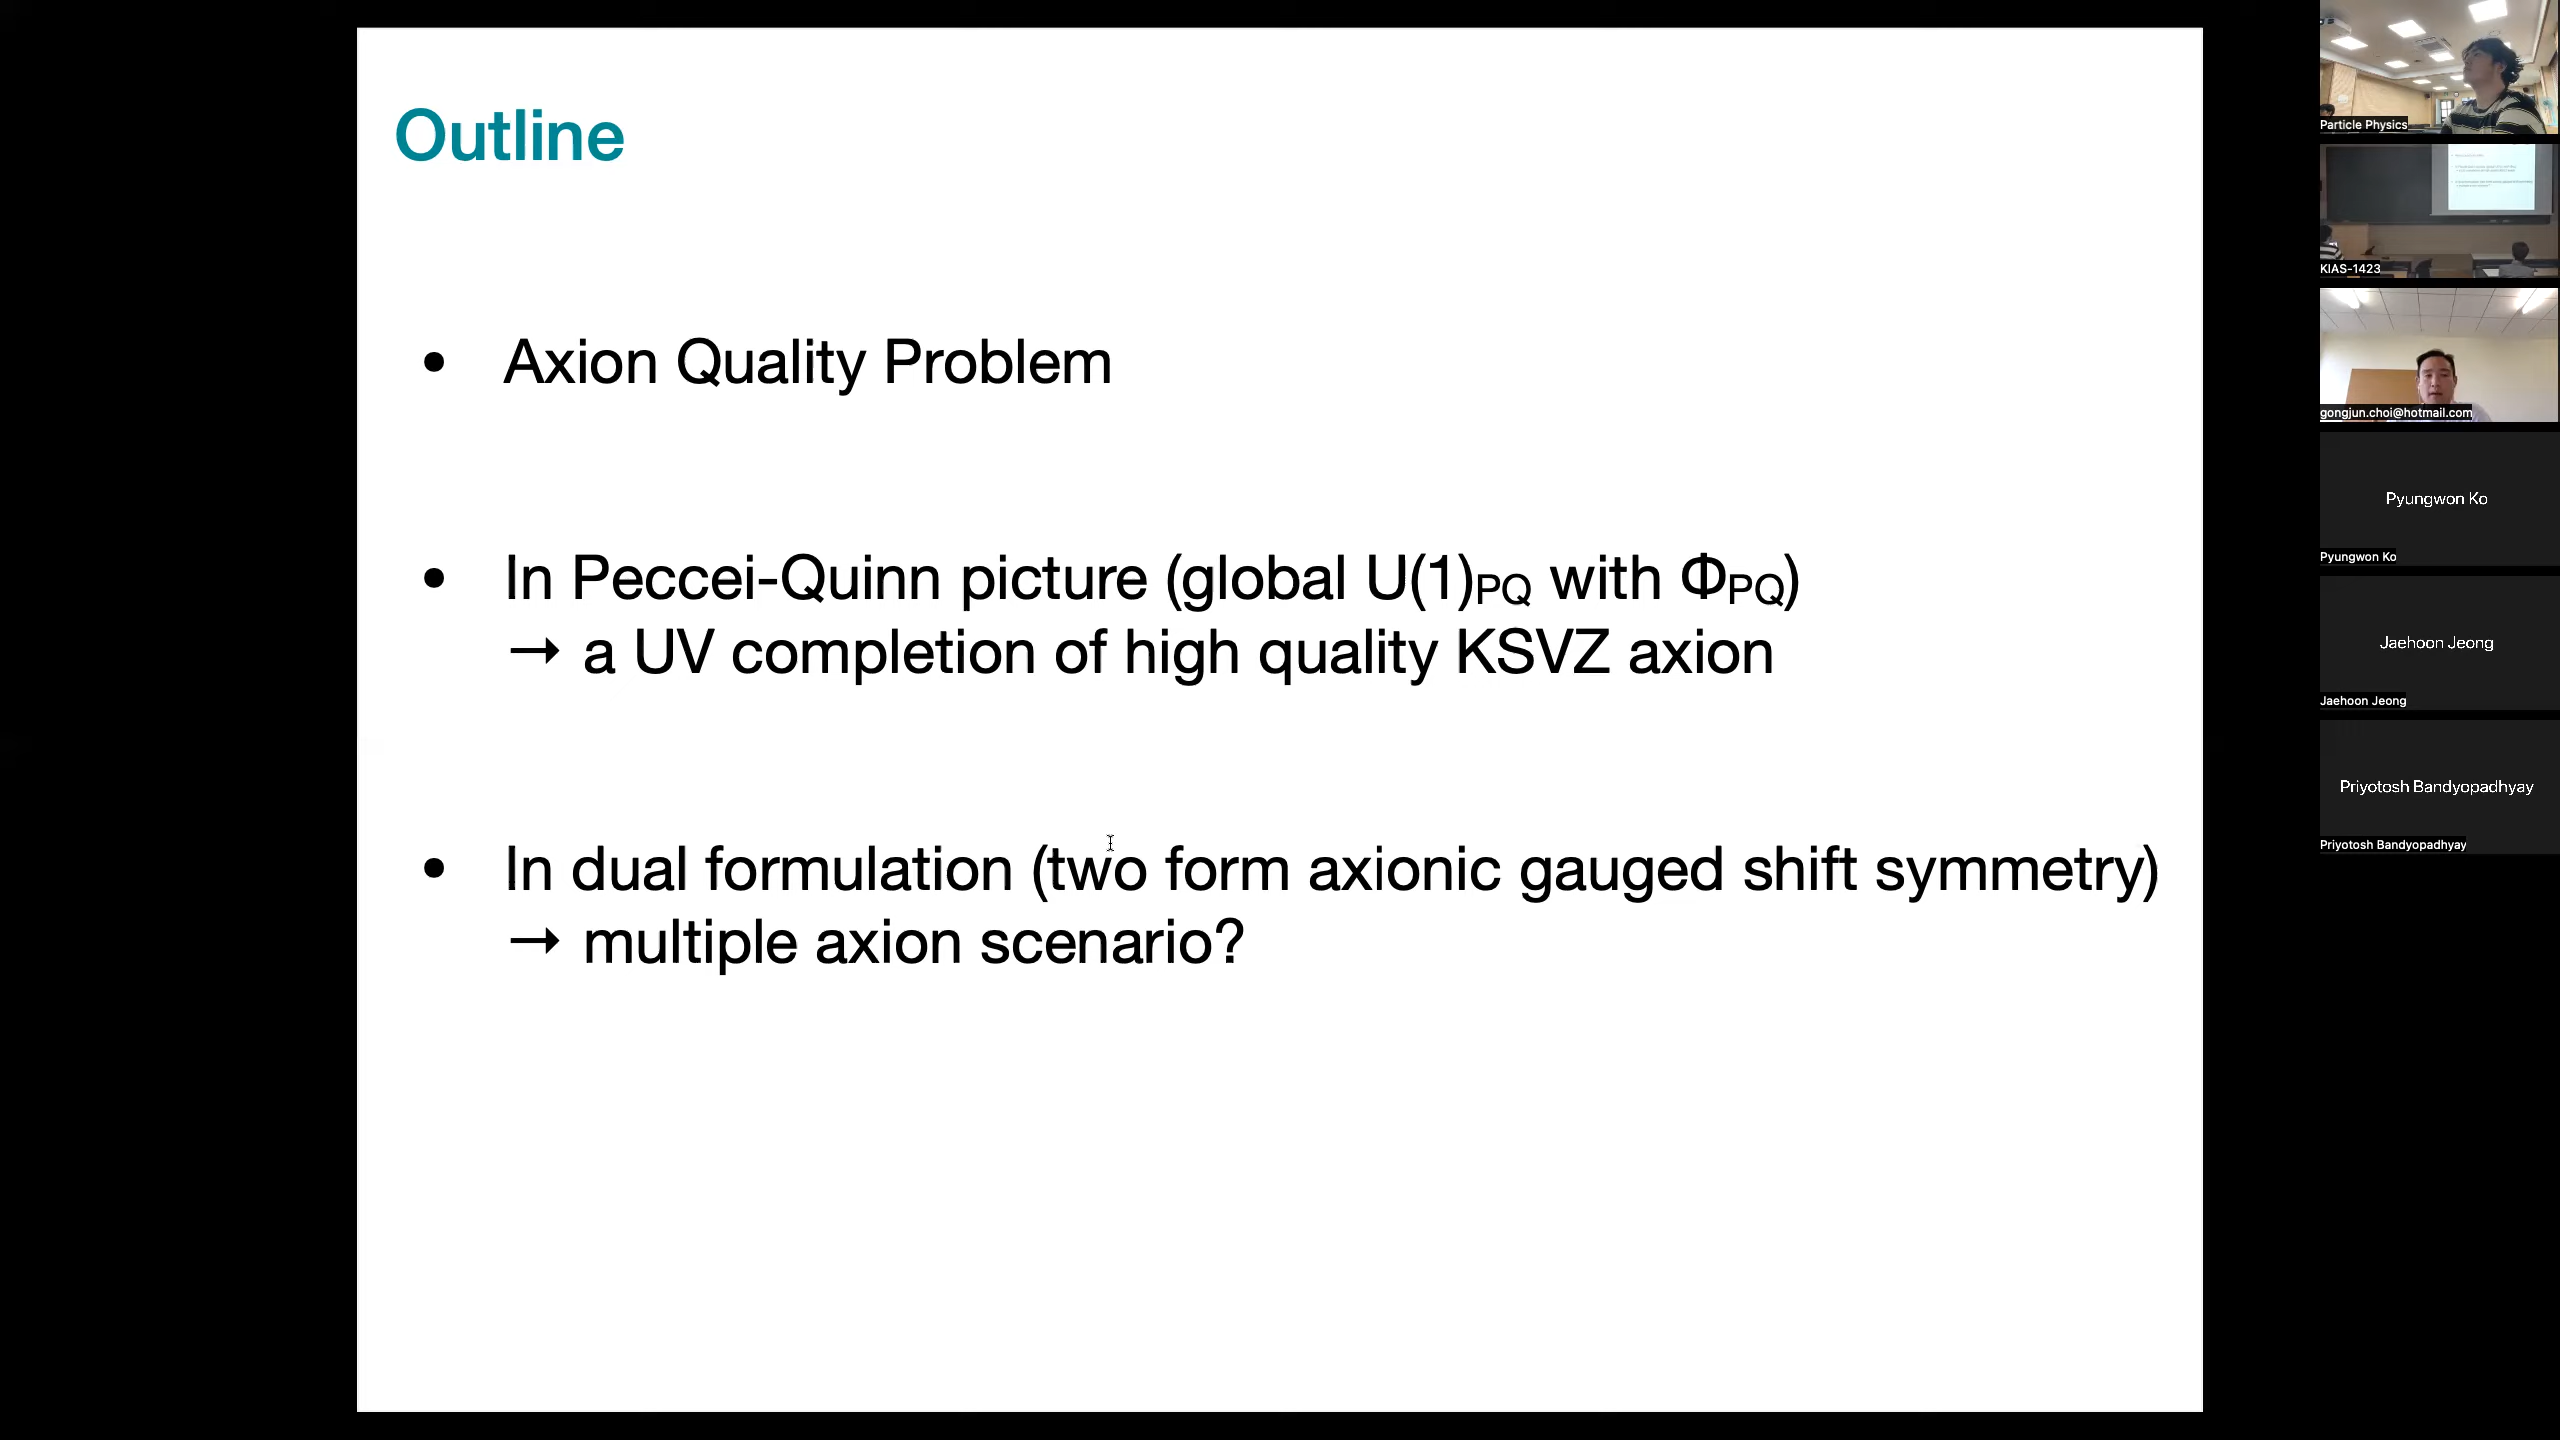 Outline
• Axion Quality Problem
• In Peccei-Quinn picture (global U(1)PQ with ΦPQ)
→ a UV completion of high quality KSVZ axion
• In dual formulation (two form axionic gauged shift symmetry)
→ multiple axion scenario?
Particle Physics
KIAS-1423
gongjun.choi@hotmail.com
Pyungwon Ko
Pyungwon Ko
Jaehoon Jeong
Jaehoon Jeong
Priyotosh Bandyopadhyay
Priyotosh Bandyopadhyay